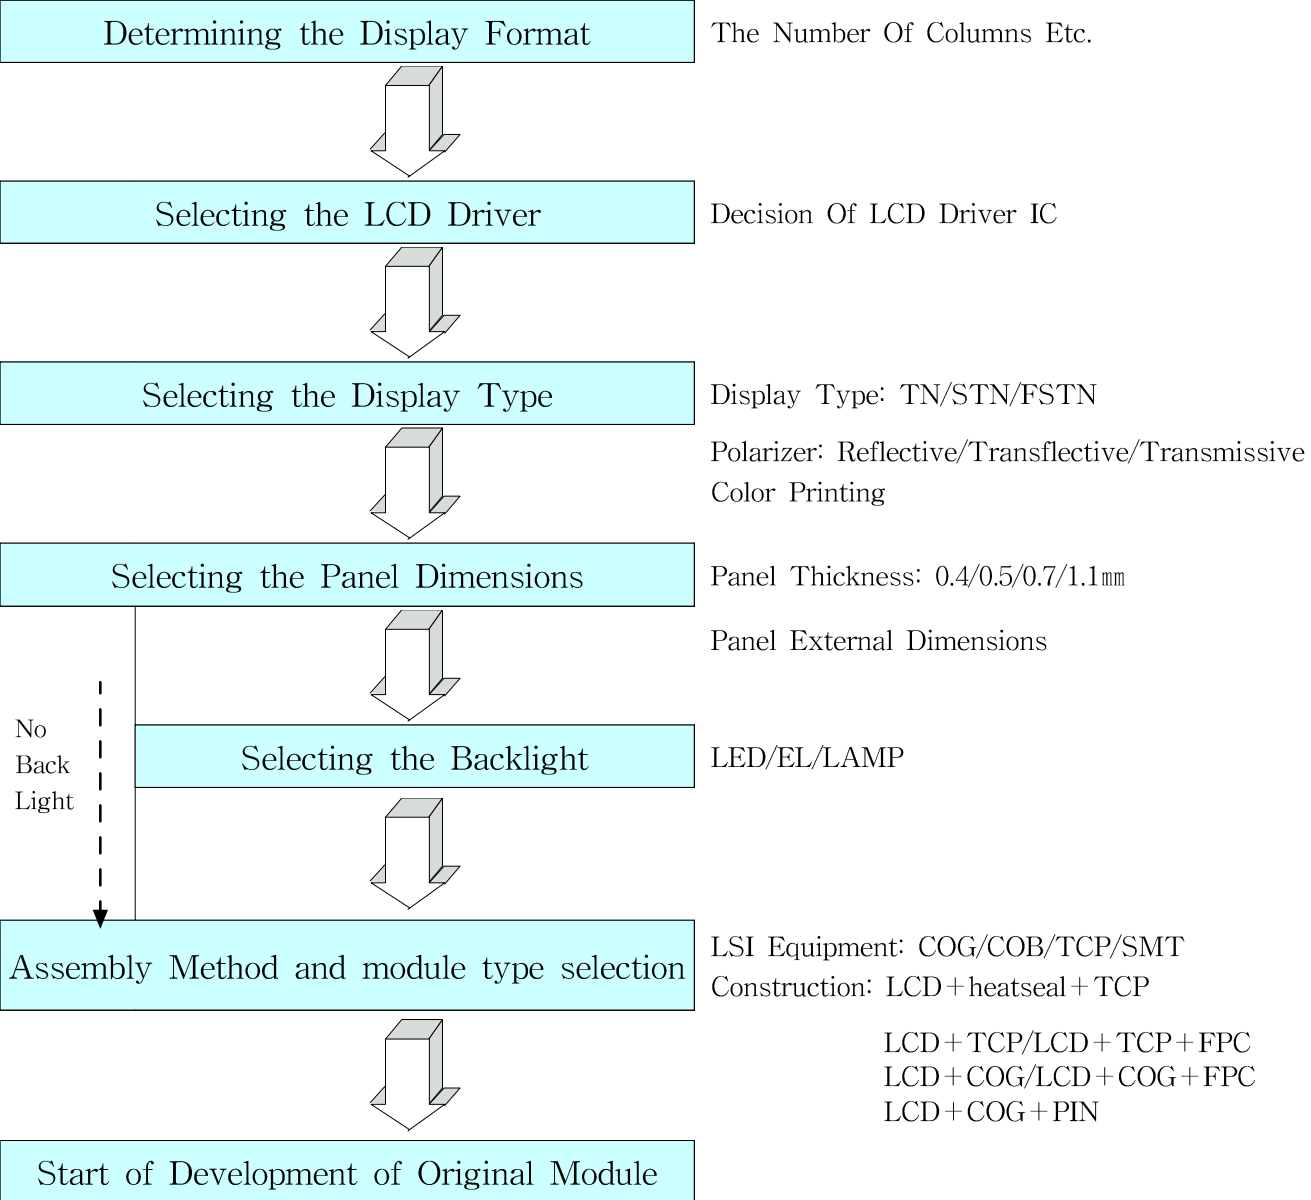 Determining the Display Format
The Number Of Columns Etc.
Selecting the LCD Driver
Decision Of LCD Driver IC
Selecting the Display Type
Display Type: TN/STN/FSTN
Polarizer: Reflective/Transflective/Transmissive
Color Printing
Selecting the Panel Dimensions
Panel Thickness: 0.4/0.5/0.7/1.1㎜
Panel External Dimensions
No
Back
Light
Selecting the Backlight
LED/EL/LAMP
Assembly Method and module type selection
LSI Equipment: COG/COB/TCP/SMT
Construction: LCD+heatseal+TCP
LCD+TCP/LCD+TCP+FPC
LCD+COG/LCD+COG+FPC
LCD+COG+PIN
Start of Development of Original Module